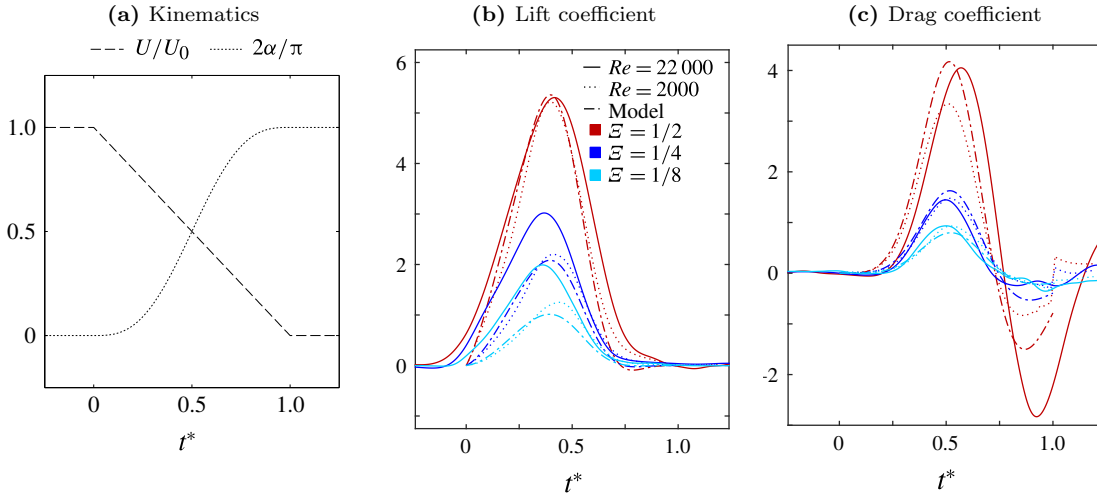 (a) Kinematics
U/U₀ 2α/π
1.0
0.5
0
0 0.5 1.0
t*
(b) Lift coefficient
6
4
2
0
0 0.5 1.0
t*
Re = 22 000
Re = 2000
Model
Ξ = 1/2
Ξ = 1/4
Ξ = 1/8
(c) Drag coefficient
4
2
0
-2
0 0.5 1.0
t*